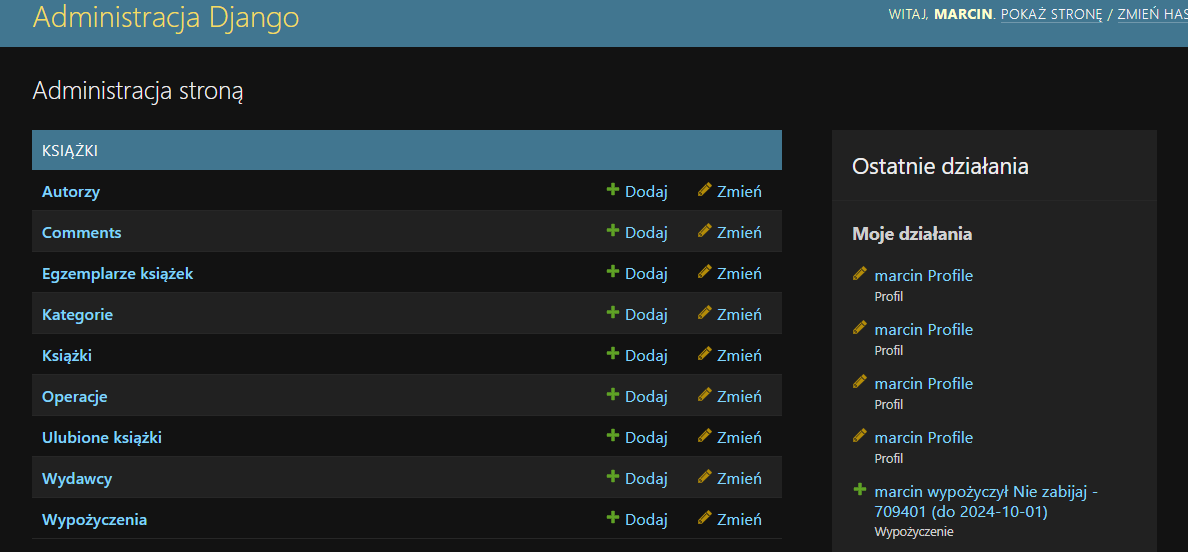 Administracja Django
WITAJ, MARCIN. POKAŻ STRONĘ / ZMIEŃ HAS
Administracja stroną
KSIĄŻKI
Autorzy Dodaj Zmień
Comments Dodaj Zmień
Egzemplarze książek Dodaj Zmień
Kategorie Dodaj Zmień
Książki Dodaj Zmień
Operacje Dodaj Zmień
Ulubione książki Dodaj Zmień
Wydawcy Dodaj Zmień
Wypożyczenia Dodaj Zmień
Ostatnie działania
Moje działania
marcin Profile
Profil
marcin Profile
Profil
marcin Profile
Profil
marcin Profile
Profil
marcin wypożyczył Nie zabijaj -
709401 (do 2024-10-01)
Wypożyczenie